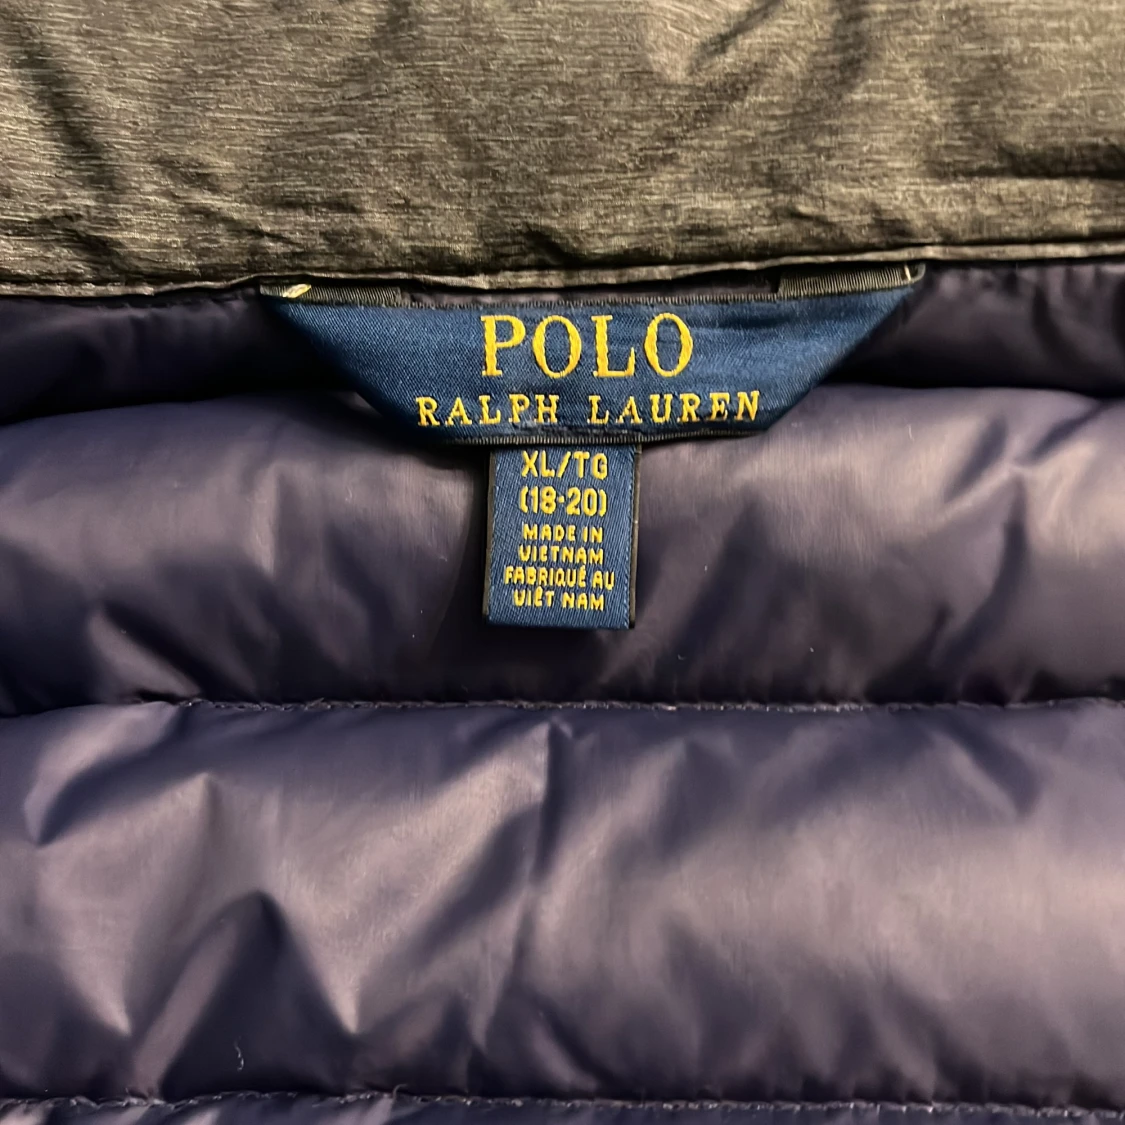 POLO
RALPH LAUREN
XL/TG
(18-20)
MADE IN
VIETNAM
FABRIQUÉ AU
VIÊT NAM